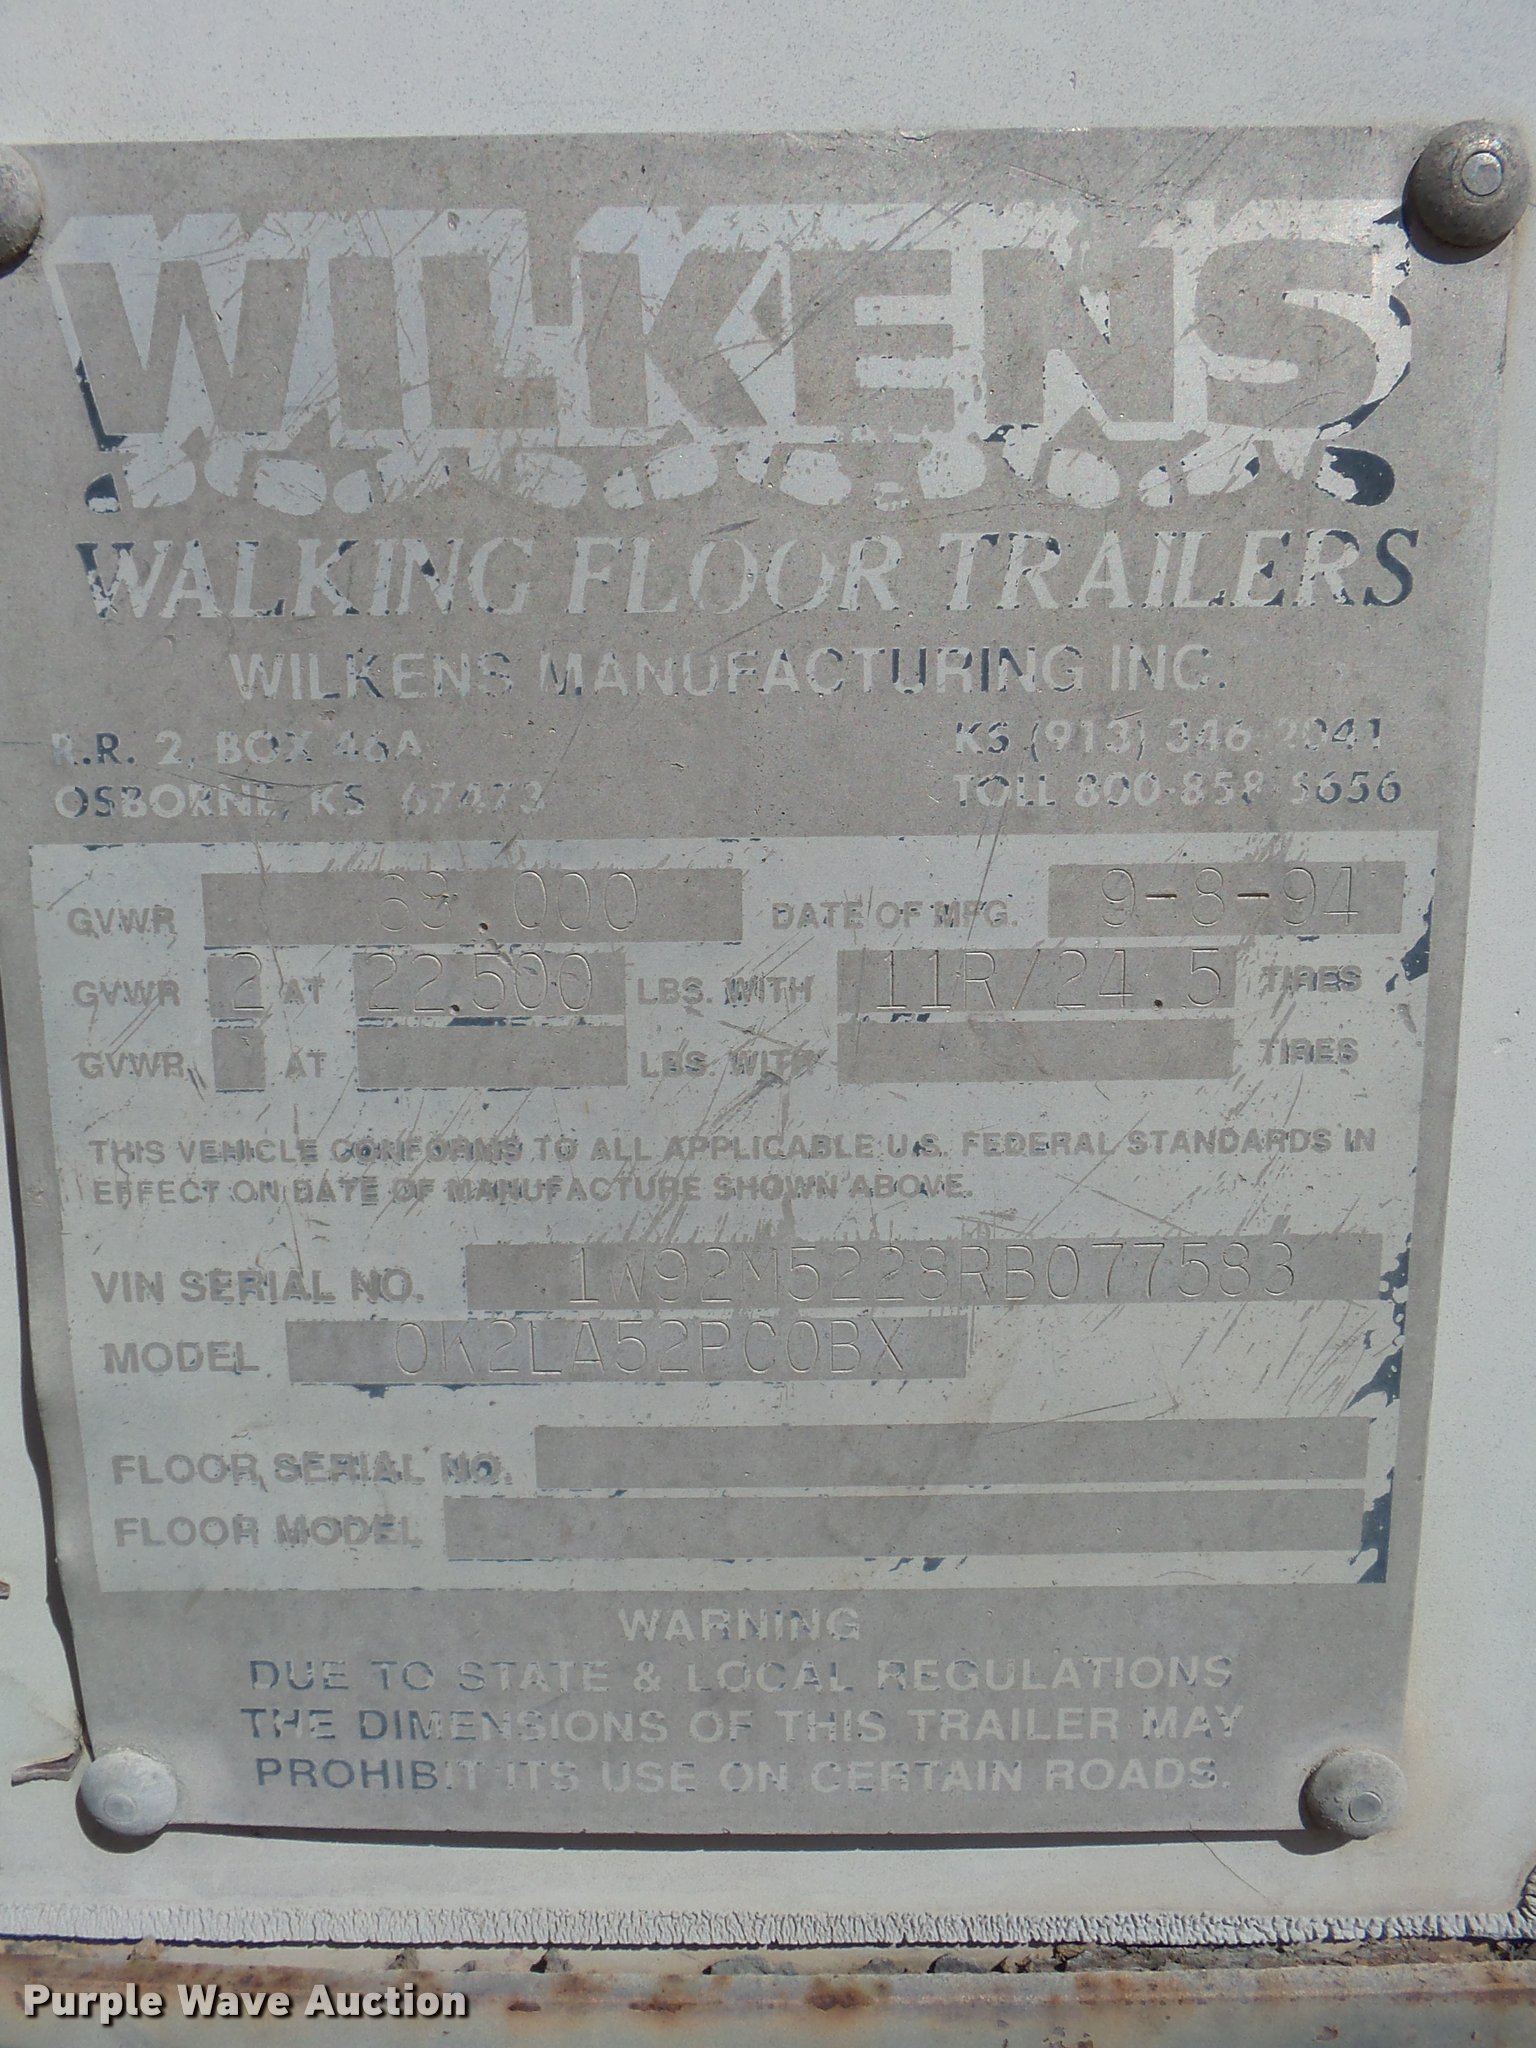 WILKENS
WALKING FLOOR TRAILERS
WILKENS MANUFACTURING INC.
R.R. 2, BOX 46A
OSBORNE, KS 67473
KS (913) 346-2041
TOLL 800-858-5656
GVWR 68.000 DATE OF MFG. 9-8-94
GVWR 2 AT 22.500 LBS. WITH 11R/24.5 TIRES
GVWR AT LBS. WITH TIRES
THIS VEHICLE CONFORMS TO ALL APPLICABLE U.S. FEDERAL STANDARDS IN
EFFECT ON DATE OF MANUFACTURE SHOWN ABOVE.
VIN SERIAL NO. 1W92M5228RB077583
MODEL 0K2LA52PC0BX
FLOOR SERIAL NO.
FLOOR MODEL
WARNING
DUE TO STATE & LOCAL REGULATIONS
THE DIMENSIONS OF THIS TRAILER MAY
PROHIBIT ITS USE ON CERTAIN ROADS.
Purple Wave Auction